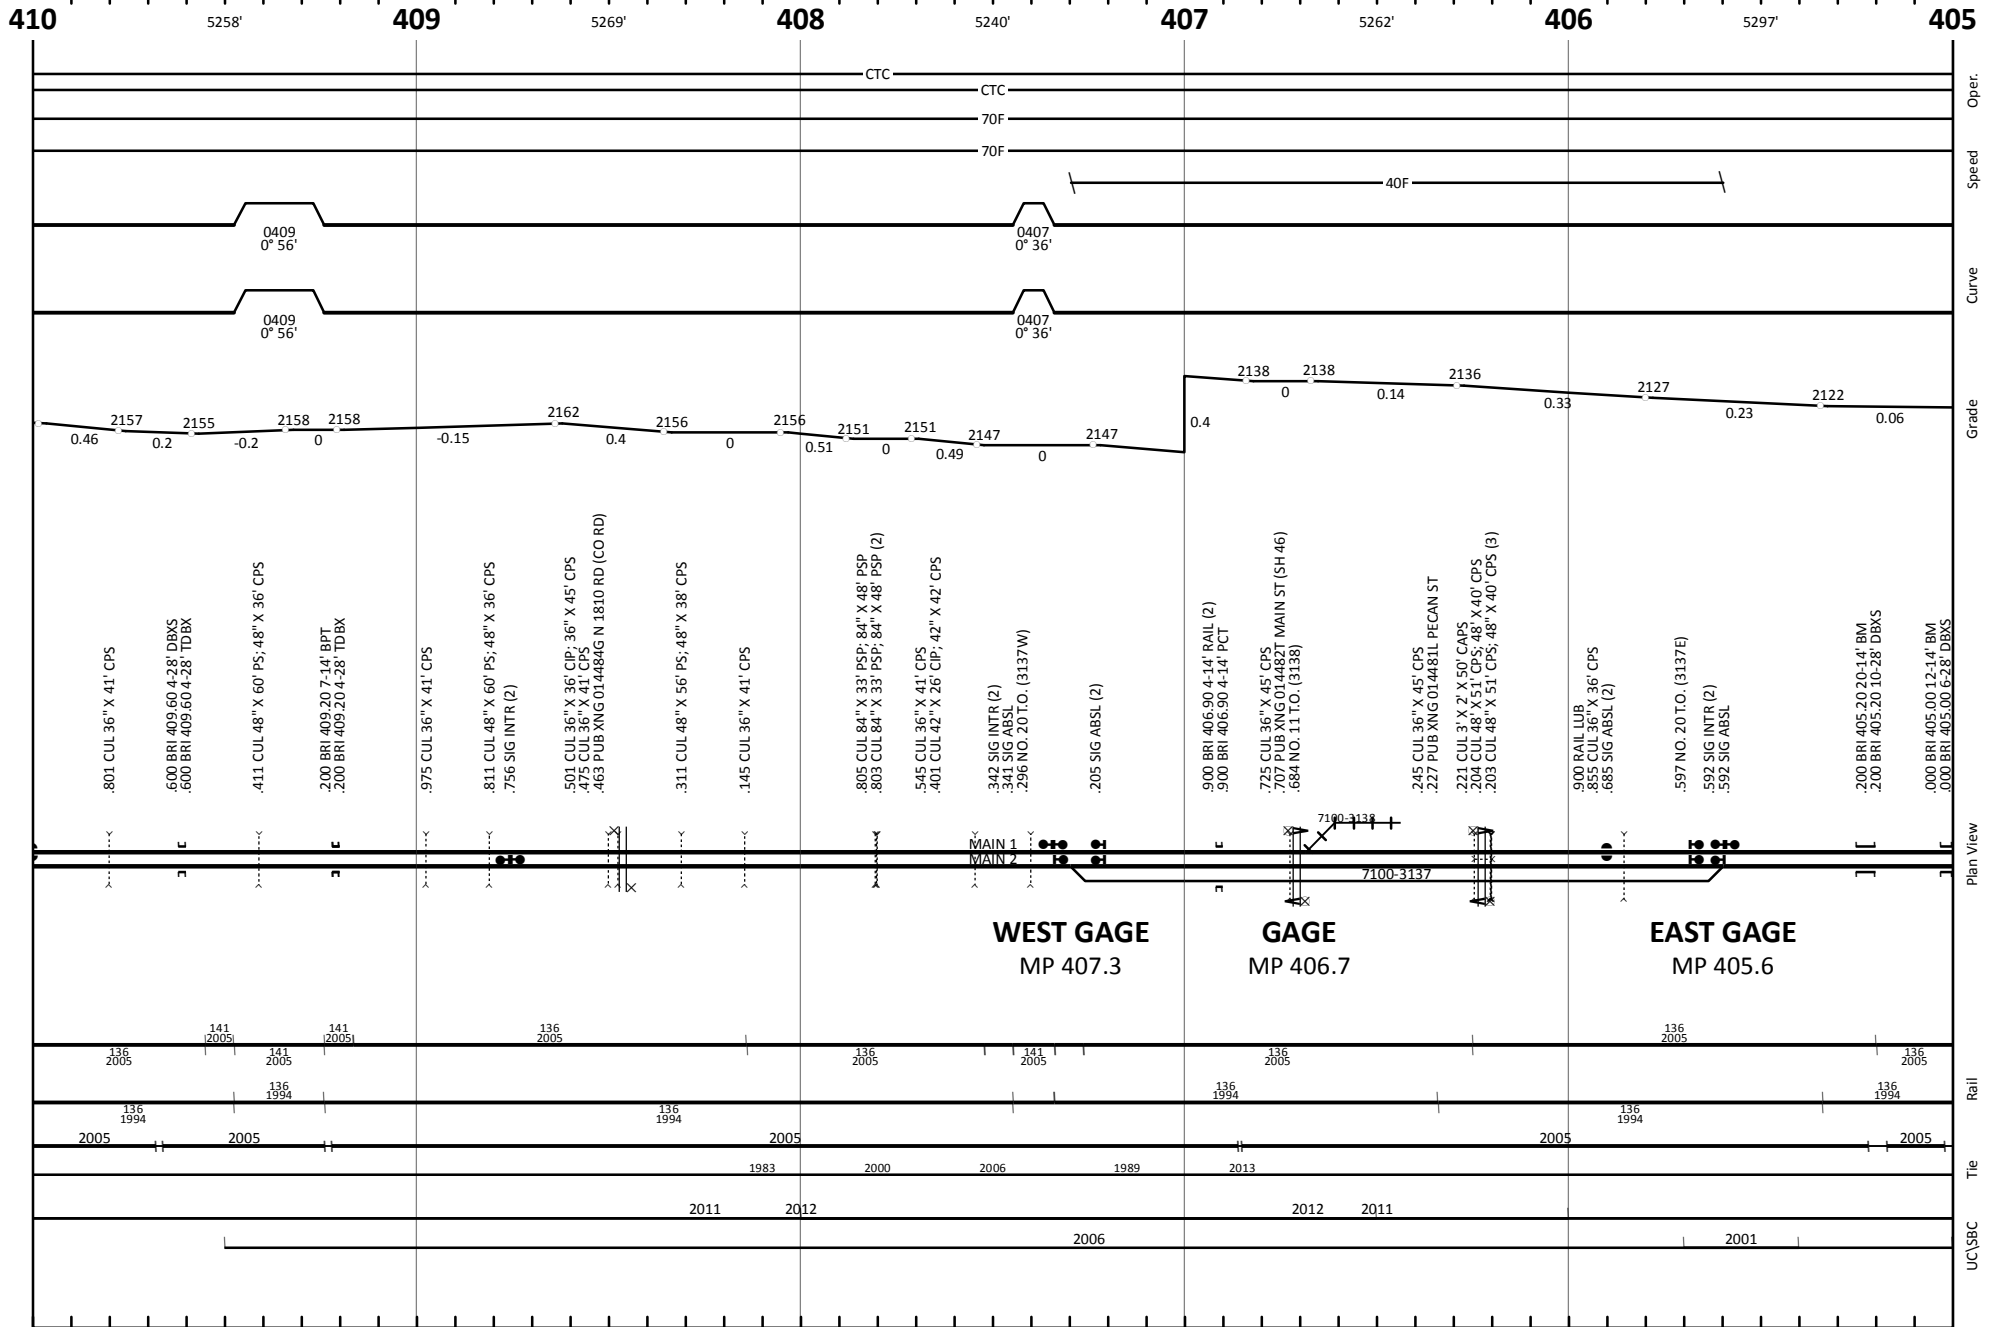 410
5258'
409
5269'
408
5240'
407
5262'
406
5297'
405
CTC
CTC
70F
70F
40F
Oper.
Speed
0409
0° 56'
0407
0° 36'
0409
0° 56'
0407
0° 36'
Curve
2157
2155
2158
2158
2162
2156
2156
2151
2151
2147
2147
2138
2138
2136
2127
2122
0.46
0.2
-0.2
0
-0.15
0.4
0
0.51
0
0.49
0
0.4
0
0.14
0.33
0.23
0.06
Grade
.801 CUL 36" X 41' CPS
.600 BRI 409.60 4-28' DBXS
.600 BRI 409.60 4-28' TDBX
.411 CUL 48" X 60' PS; 48" X 36' CPS
.200 BRI 409.20 7-14' BPT
.200 BRI 409.20 4-28' TDBX
.975 CUL 36" X 41' CPS
.811 CUL 48" X 60' PS; 48" X 36' CPS
.756 SIG INTR (2)
.501 CUL 36" X 36' CIP; 36" X 45' CPS
.475 CUL 36" X 41' CPS
.463 PUB XNG 014484G N 1810 RD (CO RD)
.311 CUL 48" X 56' PS; 48" X 38' CPS
.145 CUL 36" X 41' CPS
.805 CUL 84" X 33' PSP; 84" X 48' PSP
.803 CUL 84" X 33' PSP; 84" X 48' PSP (2)
.545 CUL 36" X 41' CPS
.401 CUL 42" X 26' CIP; 42" X 42' CPS
.342 SIG INTR (2)
.341 SIG ABSL
.296 NO. 20 T.O. (3137W)
.205 SIG ABSL (2)
.900 BRI 406.90 4-14' RAIL (2)
.900 BRI 406.90 4-14' PCT
.725 CUL 36" X 45' CPS
.707 PUB XNG 014482T MAIN ST (SH 46)
.684 NO. 11 T.O. (3138)
.245 CUL 36" X 45' CPS
.227 PUB XNG 014481L PECAN ST
.221 CUL 3' X 2' X 50' CAPS
.204 CUL 48' X 51' CPS; 48' X 40' CPS
.203 CUL 48" X 51' CPS; 48" X 40' CPS (3)
.900 RAIL LUB
.855 CUL 36" X 36' CPS
.685 SIG ABSL (2)
.597 NO. 20 T.O. (3137E)
.592 SIG INTR (2)
.592 SIG ABSL
.200 BRI 405.20 20-14' BM
.200 BRI 405.20 10-28' DBXS
.000 BRI 405.00 12-14' BM
.000 BRI 405.00 6-28' DBXS
7100-3138
MAIN 1
MAIN 2
7100-3137
Plan View
WEST GAGE
MP 407.3
GAGE
MP 406.7
EAST GAGE
MP 405.6
141
2005
141
2005
136
2005
136
2005
136
2005
141
2005
136
2005
141
2005
136
2005
136
2005
136
1994
136
1994
136
1994
136
1994
136
1994
136
1994
Rail
2005
2005
2005
2005
2005
1983
2000
2006
1989
2013
Tie
2011
2012
2012
2011
2006
2001
UC\SBC